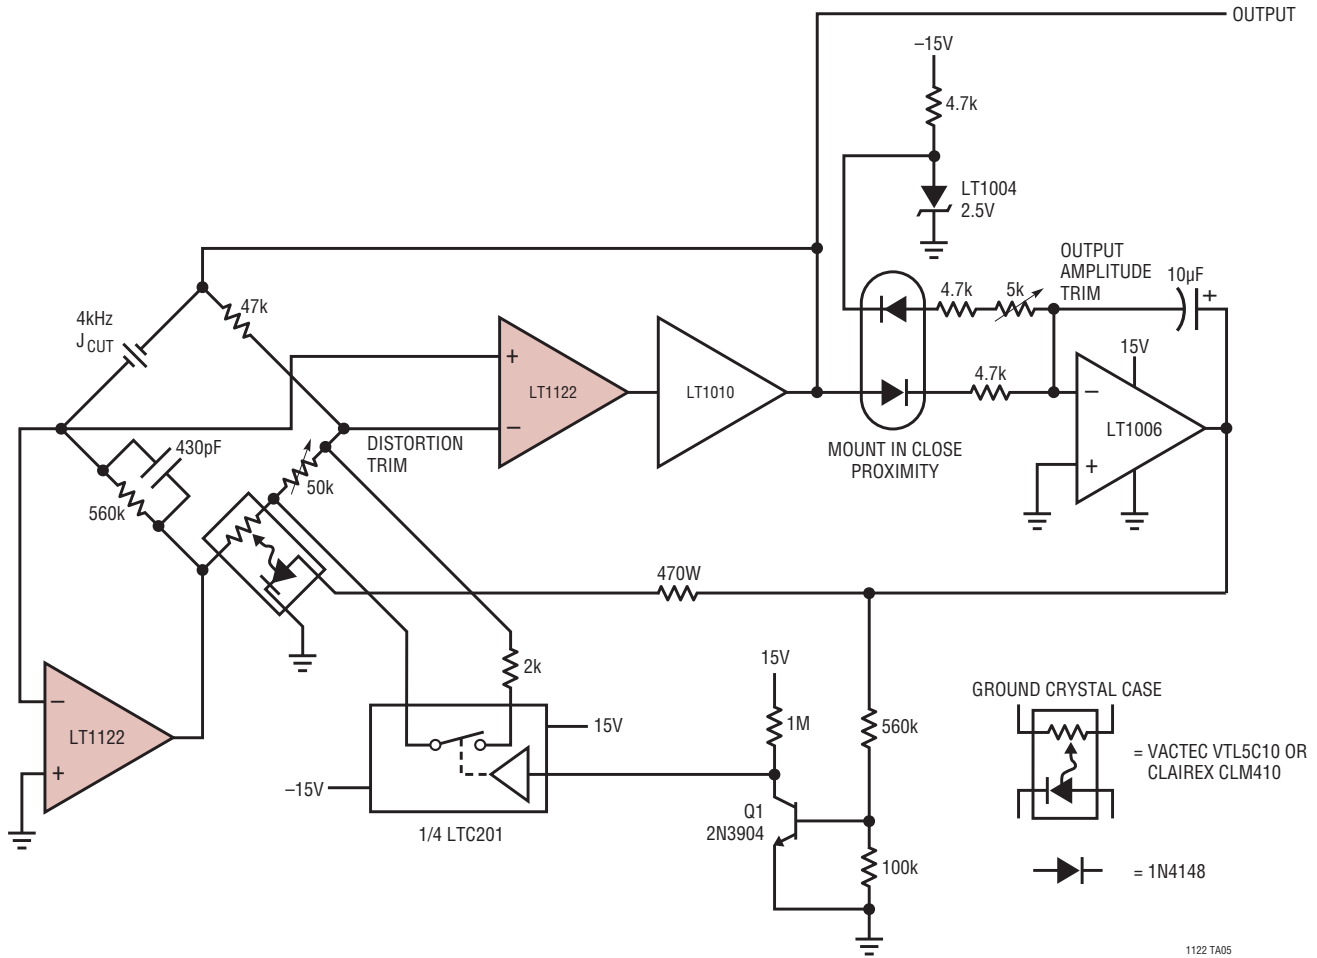 OUTPUT
–15V
4.7k
LT1004
2.5V
OUTPUT
AMPLITUDE
TRIM
10µF
+
47k
4kHz
JCUT
4.7k
5k
15V
+
LT1122
–
LT1010
4.7k
–
LT1006
+
MOUNT IN CLOSE
PROXIMITY
DISTORTION
TRIM
430pF
50k
560k
470W
2k
15V
15V
1M
560k
GROUND CRYSTAL CASE
–
LT1122
+
–15V
1/4 LTC201
Q1
2N3904
100k
= VACTEC VTL5C10 OR
CLAIREX CLM410
= 1N4148
1122 TA05